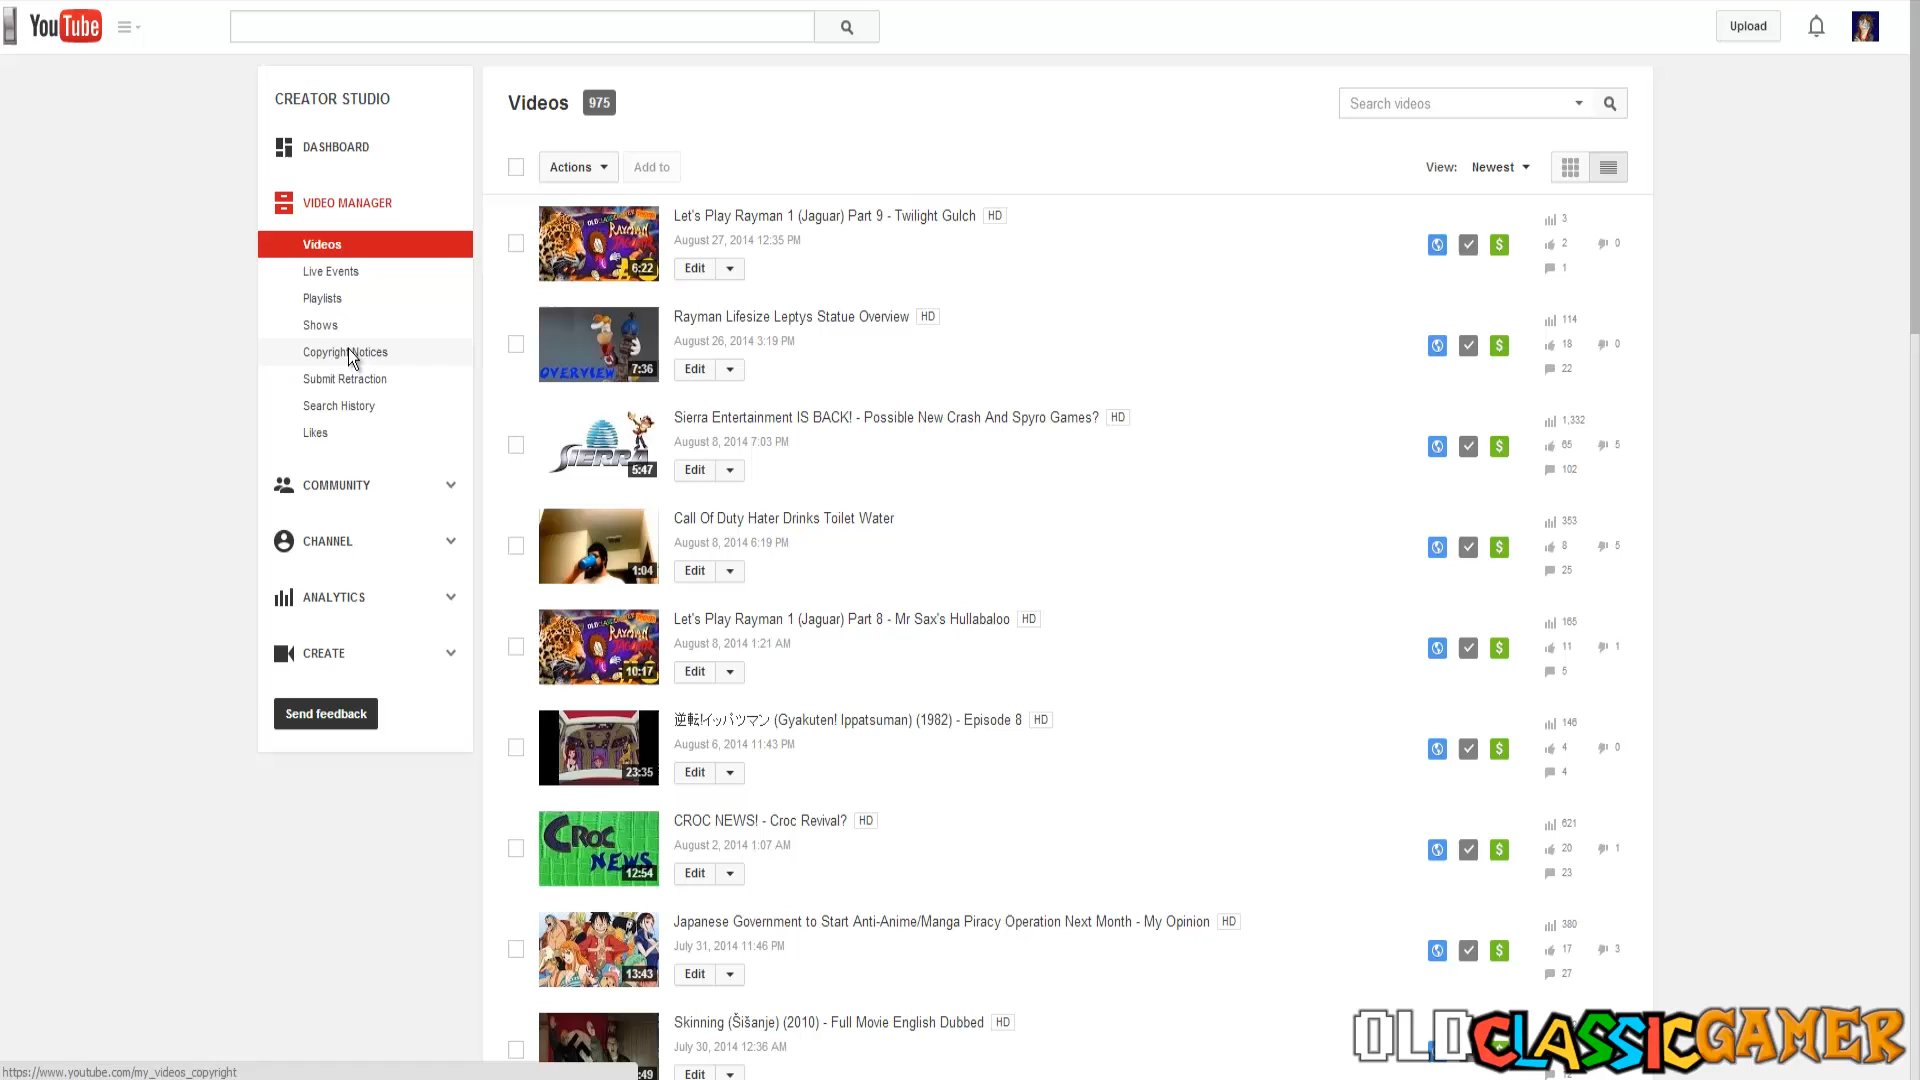 YouTube
Upload
CREATOR STUDIO
DASHBOARD
VIDEO MANAGER
Videos
Live Events
Playlists
Shows
Copyright Notices
Submit Retraction
Search History
Likes
COMMUNITY
CHANNEL
ANALYTICS
CREATE
Send feedback
Videos 975
Search videos
Actions Add to
View: Newest
Let's Play Rayman 1 (Jaguar) Part 9 - Twilight Gulch HD
August 27, 2014 12:35 PM
Edit
6:22
3
2 0
1
Rayman Lifesize Leptys Statue Overview HD
August 26, 2014 3:19 PM
Edit
OVERVIEW 7:36
114
18 0
22
Sierra Entertainment IS BACK! - Possible New Crash And Spyro Games? HD
August 8, 2014 7:03 PM
Edit
SIERRA 5:47
1,332
65 5
102
Call Of Duty Hater Drinks Toilet Water
August 8, 2014 6:19 PM
Edit
1:04
353
8 5
25
Let's Play Rayman 1 (Jaguar) Part 8 - Mr Sax's Hullabaloo HD
August 8, 2014 1:21 AM
Edit
10:17
165
11 1
5
逆転!イッパツマン (Gyakuten! Ippatsuman) (1982) - Episode 8 HD
August 6, 2014 11:43 PM
Edit
23:35
146
4 0
4
CROC NEWS! - Croc Revival? HD
August 2, 2014 1:07 AM
Edit
CROC
NEWS
12:54
621
20 1
23
Japanese Government to Start Anti-Anime/Manga Piracy Operation Next Month - My Opinion HD
July 31, 2014 11:46 PM
Edit
13:43
380
17 3
27
Skinning (Šišanje) (2010) - Full Movie English Dubbed HD
July 30, 2014 12:36 AM
Edit
:49
OLDCLASSICGAMER
https://www.youtube.com/my_videos_copyright